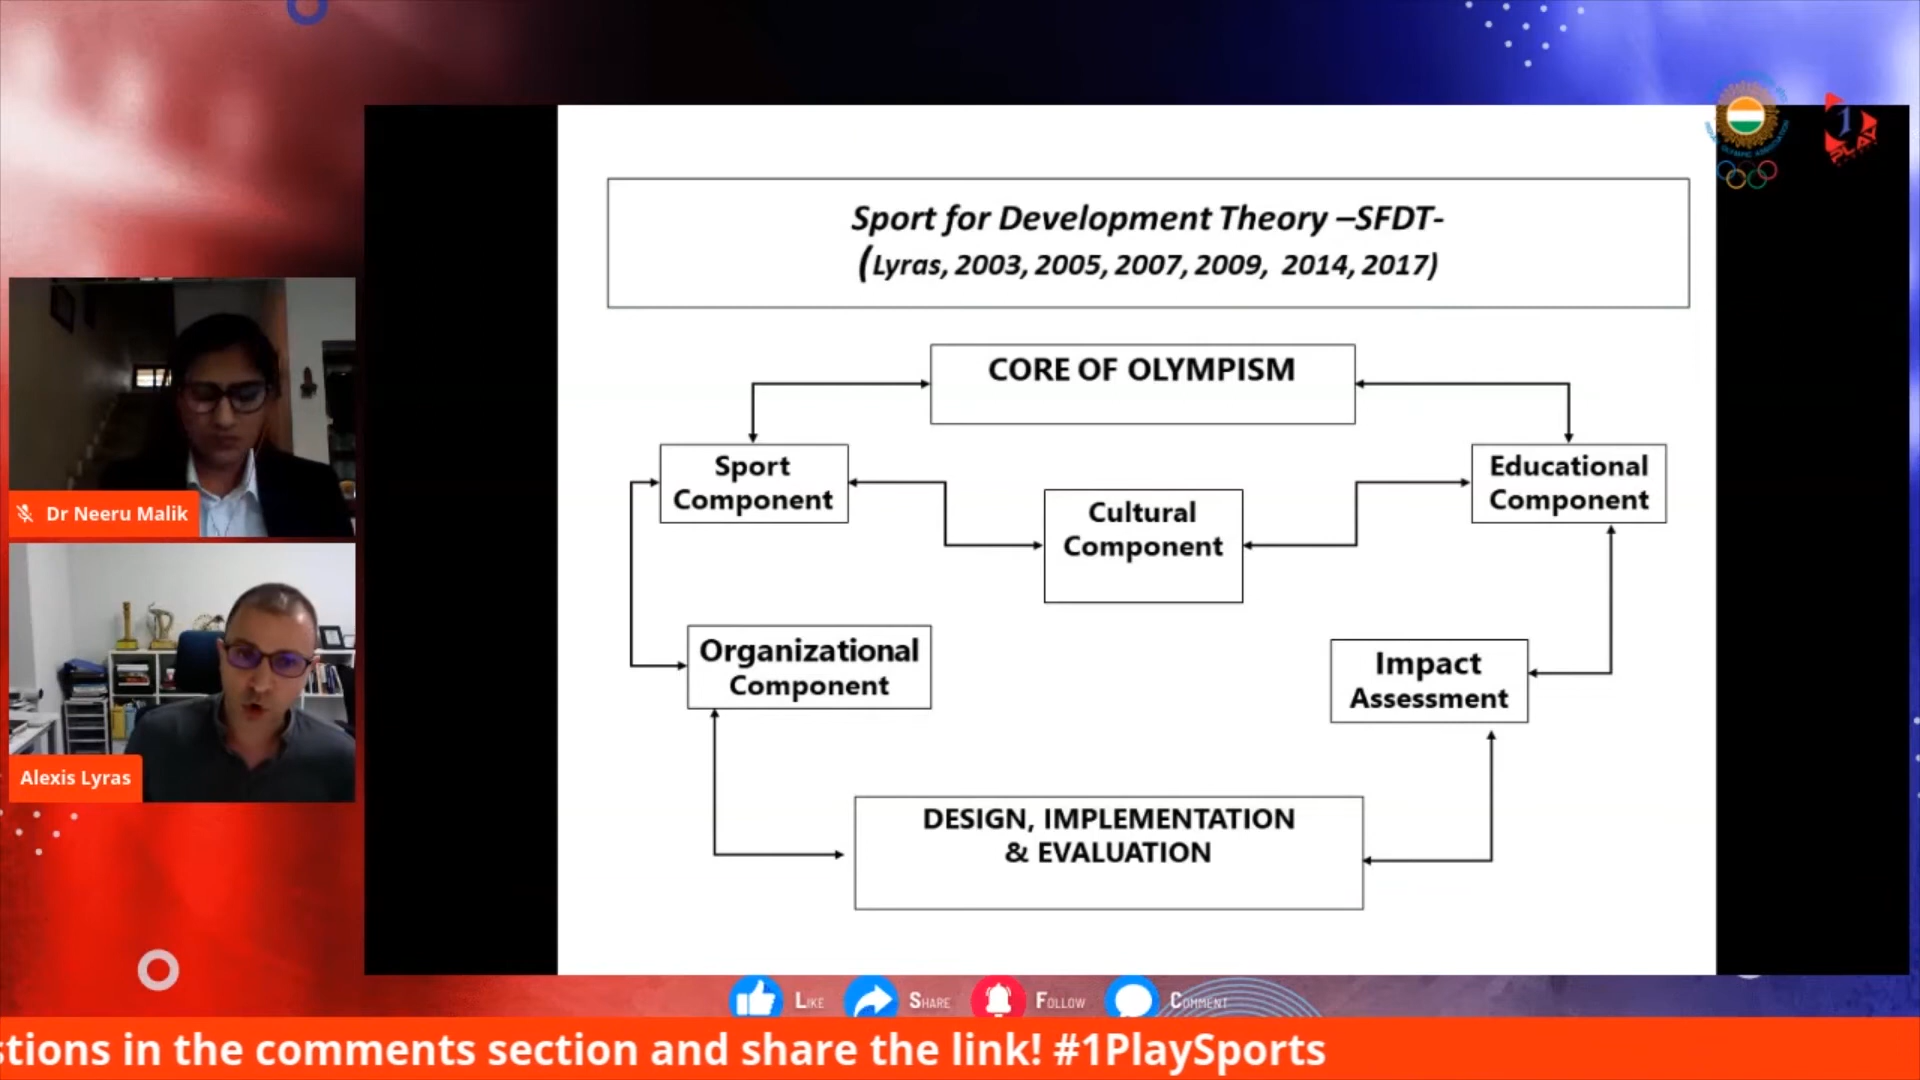 Sport for Development Theory –SFDT-
(Lyras, 2003, 2005, 2007, 2009, 2014, 2017)
CORE OF OLYMPISM
Sport
Component
Educational
Component
Cultural
Component
Organizational
Component
Impact
Assessment
DESIGN, IMPLEMENTATION
& EVALUATION
Dr Neeru Malik
Alexis Lyras
1
PLAY
LIKE
SHARE
FOLLOW
COMMENT
stions in the comments section and share the link! #1PlaySports